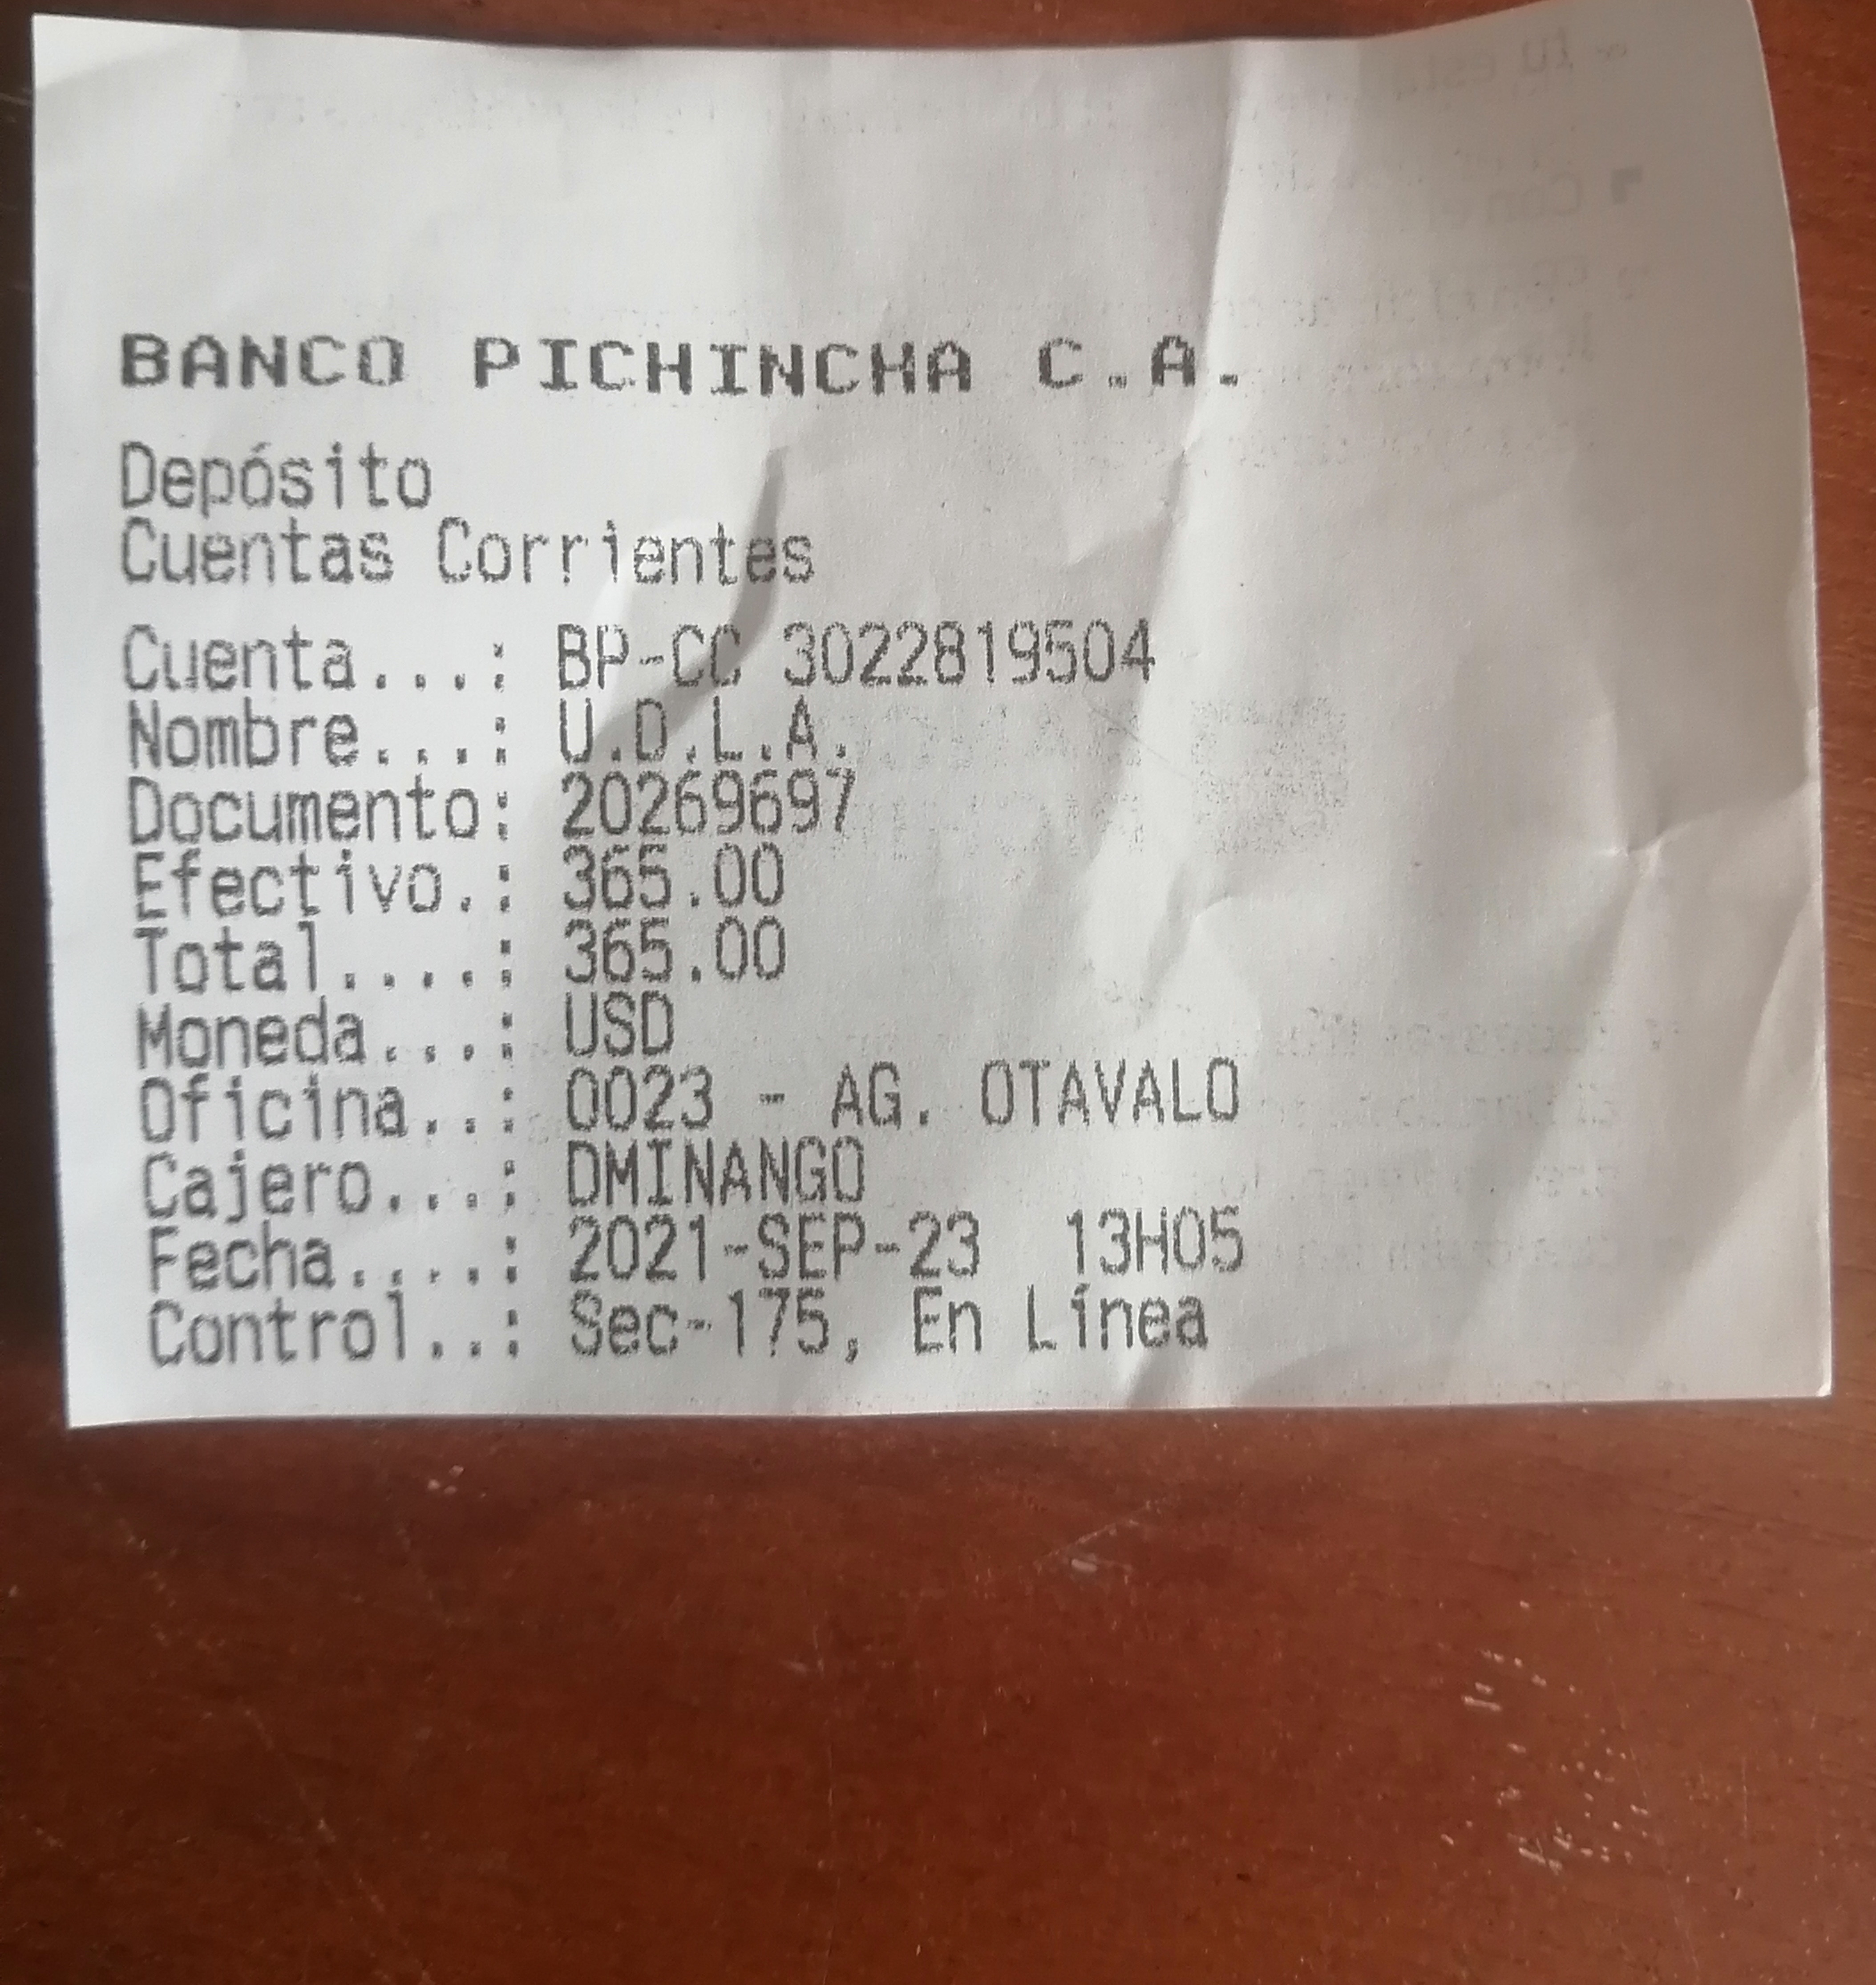 BANCO PICHINCHA C.A.
Depósito
Cuentas Corrientes
Cuenta...: BP-CC 3022819504
Nombre...: U.D.L.A.
Documento: 20269697
Efectivo.: 365.00
Total....: 365.00
Moneda...: USD
Oficina..: 0023 - AG. OTAVALO
Cajero...: DMINANGO
Fecha....: 2021-SEP-23 13H05
Control..: Sec-175, En Línea